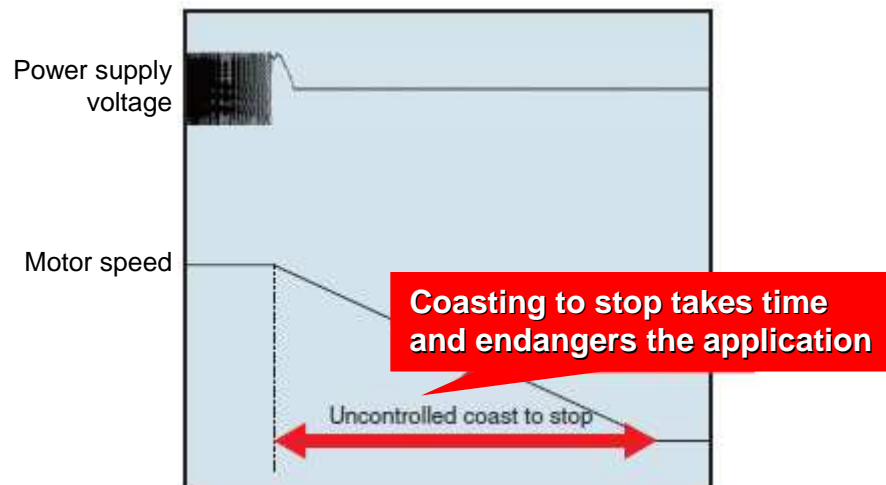 Power supply
voltage
Motor speed
Coasting to stop takes time
and endangers the application
Uncontrolled coast to stop